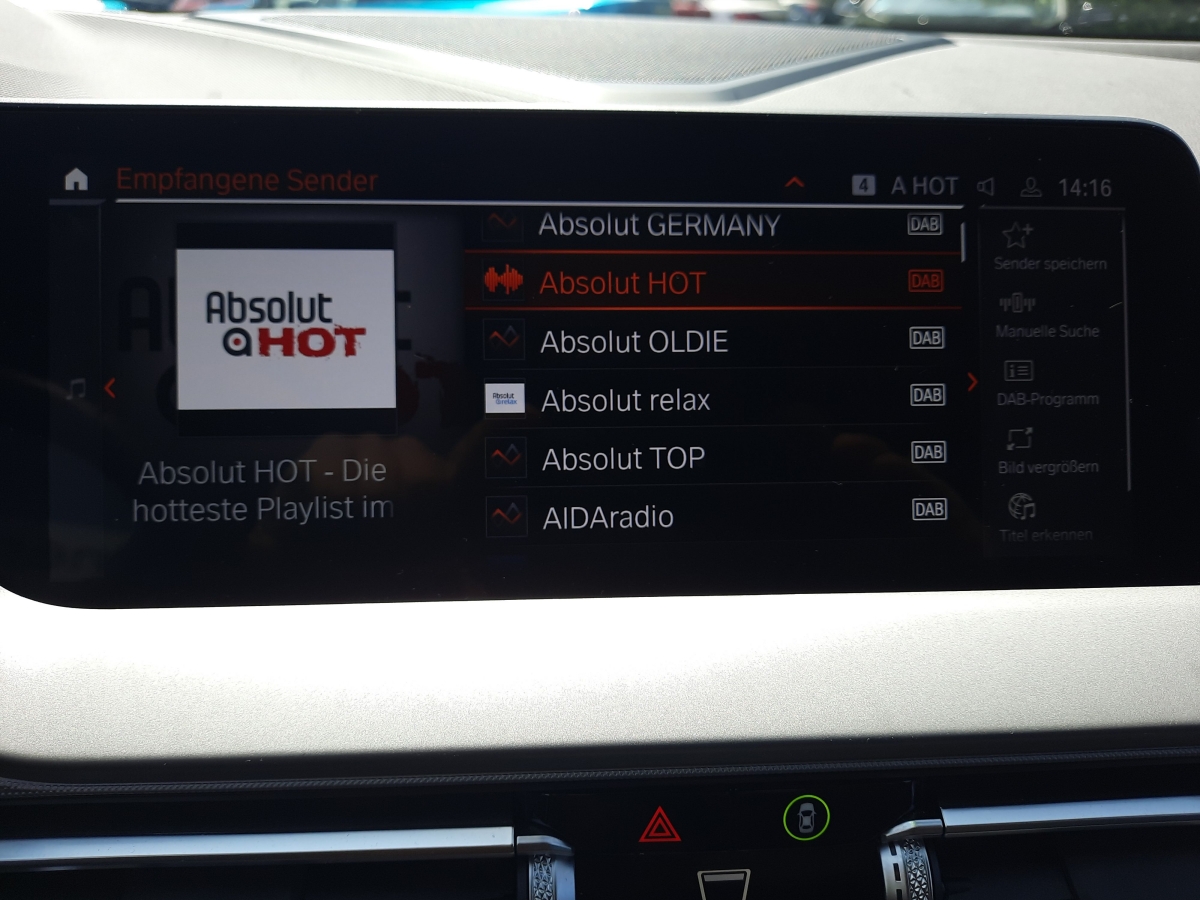 Empfangene Sender
4 A HOT 14:16
Absolut HOT
Absolut HOT - Die
hotteste Playlist im
Absolut GERMANY DAB
Absolut HOT DAB
Absolut OLDIE DAB
Absolut relax DAB
Absolut TOP DAB
AIDAradio DAB
Sender speichern
Manuelle Suche
DAB-Programm
Bild vergrößern
Titel erkennen